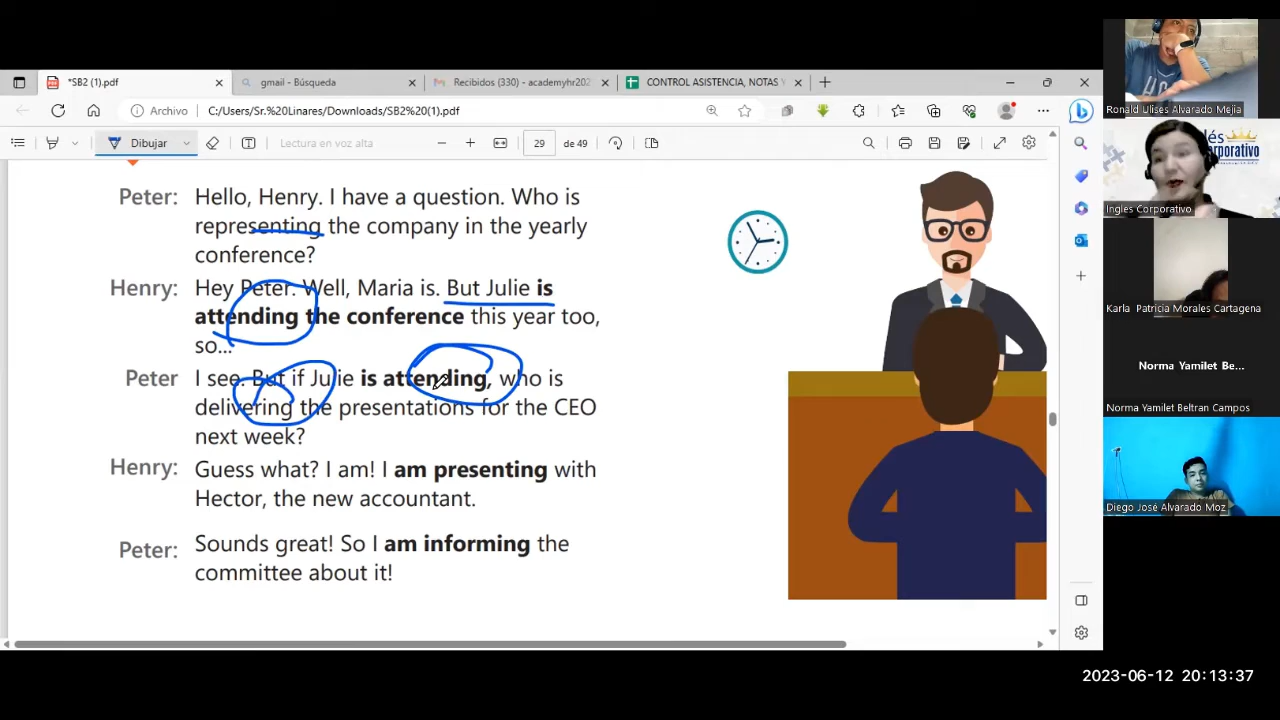 *SB2 (1).pdf
gmail - Búsqueda
Recibidos (330) - academyhr202
CONTROL ASISTENCIA, NOTAS Y
Archivo
C:/Users/Sr.%20Linares/Downloads/SB2%20(1).pdf
Dibujar
Lectura en voz alta
29
de 49
Peter:
Hello, Henry. I have a question. Who is
representing the company in the yearly
conference?
Henry:
Hey Peter. Well, Maria is. But Julie is
attending the conference this year too,
so...
Peter
I see. But if Julie is attending, who is
delivering the presentations for the CEO
next week?
Henry:
Guess what? I am! I am presenting with
Hector, the new accountant.
Peter:
Sounds great! So I am informing the
committee about it!
Ronald Ulises Alvarado Mejia
lés
Corporativo
Ingles Corporativo
Karla Patricia Morales Cartagena
Norma Yamilet Be...
Norma Yamilet Beltran Campos
Diego José Alvarado Moz
2023-06-12 20:13:37